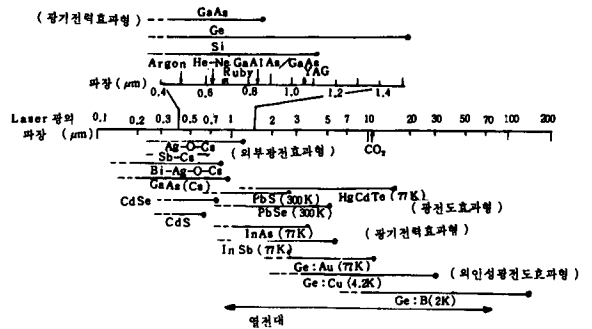 GaAs
(광기전력효과형)
Ge
Si
Argon He-Ne GaAlAs/GaAs
Ruby YAG
파장 (μm) 0.4 0.6 0.8 1.0 1.2 1.4
Laser 광의 파장 (μm)
0.1 0.2 0.3 0.5 0.7 1 2 3 5 7 10 20 30 50 70 100 200
CO₂
Ag-O-Cs (외부광전효과형)
Sb-Cs
Bi-Ag-O-Cs
GaAs(Cs)
HgCdTe (77K)
CdSe PbS (300K)
PbSe (300K) (광전도효과형)
CdS
InAs (77K) (광기전력효과형)
InSb (77K)
Ge:Au (77K)
(외인성광전도효과형)
Ge:Cu (4.2K)
Ge:B(2K)
열전대